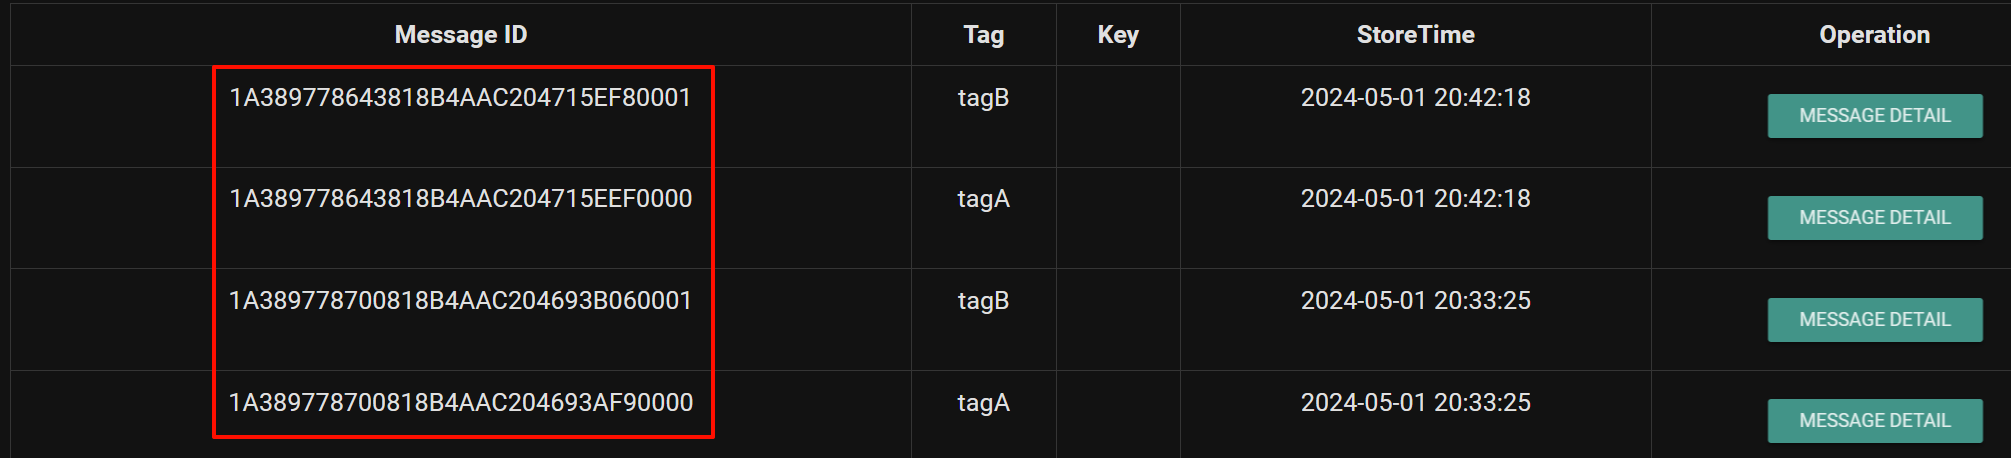 Message ID Tag Key StoreTime Operation
1A389778643818B4AAC204715EF80001 tagB 2024-05-01 20:42:18 MESSAGE DETAIL
1A389778643818B4AAC204715EEF0000 tagA 2024-05-01 20:42:18 MESSAGE DETAIL
1A389778700818B4AAC204693B060001 tagB 2024-05-01 20:33:25 MESSAGE DETAIL
1A389778700818B4AAC204693AF90000 tagA 2024-05-01 20:33:25 MESSAGE DETAIL